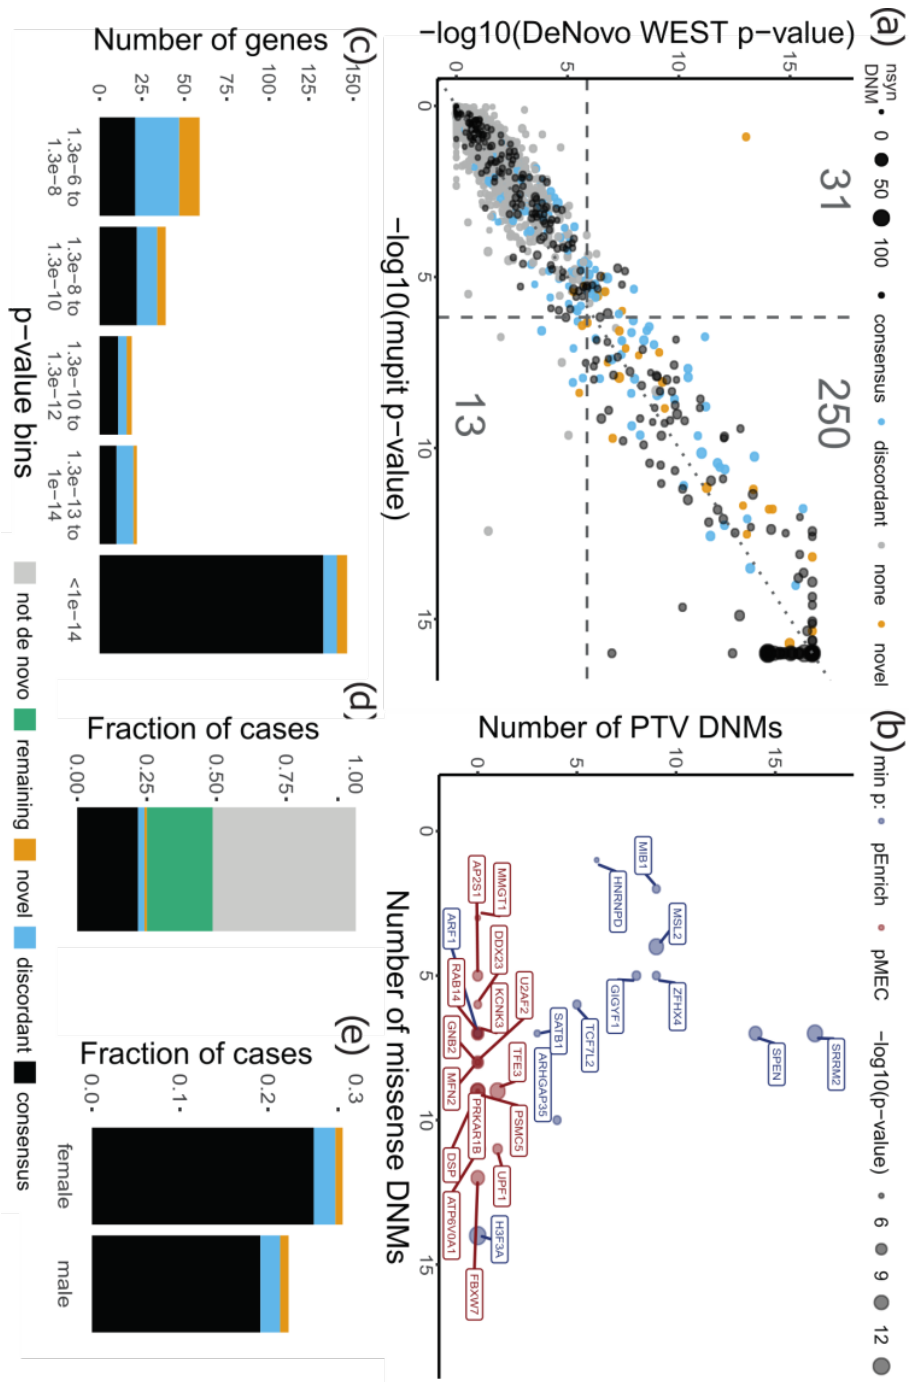 (a)
nsyn
DNM
0 50 100 consensus discordant none novel
−log10(DeNovo WEST p−value)
0 5 10 15
31
250
13
0 5 10 15
−log10(mupit p−value)
(b)
min p: pEnrich pMEC −log10(p−value) 6 9 12
Number of PTV DNMs
0 5 10 15
SRRM2
SPEN
MSL2
ZFHX4
MIB1
GIGYF1
HNRNPD
TCF7L2
SATB1
ARHGAP35
U2AF2
TFE3
PSMC5
MMGT1
DDX23
KCNK3
UPF1
H3F3A
AP2S1
PRKAR1B
FBXW7
ARF1
RAB14
GNB2
MFN2
DSP
ATP6V0A1
0 5 10 15
Number of missense DNMs
(c)
Number of genes
0 25 50 75 100 125 150
1.3e−6 to
1.3e−8
1.3e−8 to
1.3e−10
1.3e−10 to
1.3e−12
1.3e−13 to
1e−14
<1e−14
p−value bins
(d)
Fraction of cases
0.00 0.25 0.50 0.75 1.00
(e)
Fraction of cases
0.0 0.1 0.2 0.3
female
male
not de novo remaining novel discordant consensus